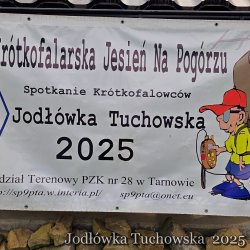 Krótkofalarska Jesień Na Pogórzu
Spotkanie Krótkofalowców
Jodłówka Tuchowska
2025
dział Terenowy PZK nr 28 w Tarnowie
http://sp9pta.w.interia.pl/ sp9pta@onet.eu
Jodłówka Tuchowska 2025